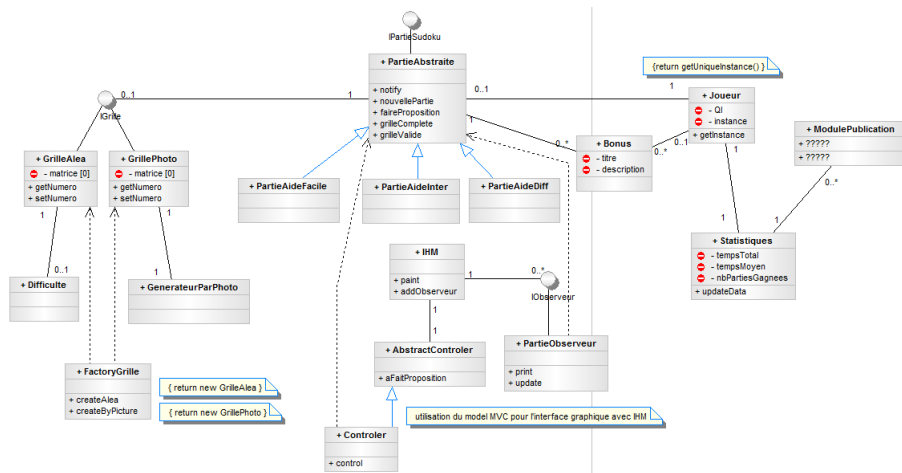 IPartieSudoku
+ PartieAbstraite
+ notify
+ nouvellePartie
+ faireProposition
+ grilleComplete
+ grilleValide
{return getUniqueInstance() }
+ Joueur
- QI
- instance
+ getInstance
0..1
1
0..1
1
IGrille
+ GrilleAlea
- matrice [0]
+ getNumero
+ setNumero
+ GrillePhoto
- matrice [0]
+ getNumero
+ setNumero
1
0..*
+ Bonus
- titre
- description
0..1
0..*
+ ModulePublication
+ ?????
+ ?????
+ PartieAideFacile
+ PartieAideInter
+ PartieAideDiff
1
1
1
0..*
0..1
1
1
1
+ Difficulte
+ GenerateurParPhoto
+ IHM
+ paint
+ addObserveur
1
0..*
IObserveur
+ Statistiques
- tempsTotal
- tempsMoyen
- nbPartiesGagnees
+ updateData
1
1
+ AbstractControler
+ aFaitProposition
+ PartieObserveur
+ print
+ update
+ FactoryGrille
+ createAlea
+ createByPicture
{ return new GrilleAlea }
{ return new GrillePhoto }
utilisation du model MVC pour l'interface graphique avec IHM
+ Controler
+ control